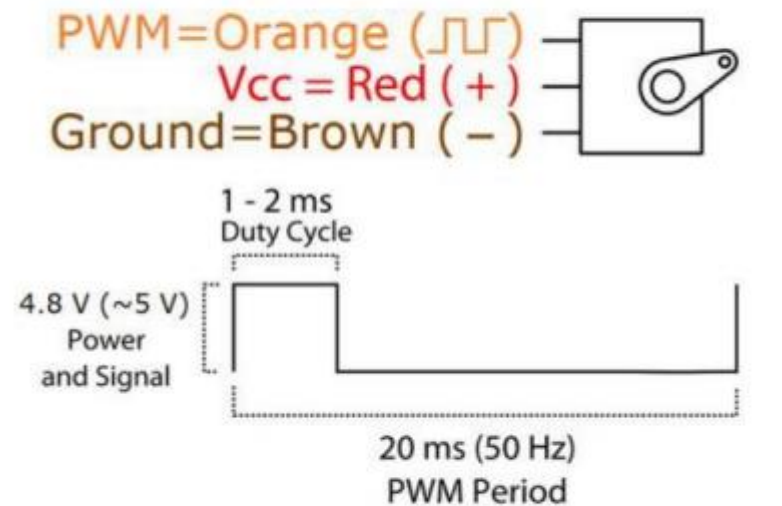 PWM=Orange (⎍⎍)
Vcc = Red ( + )
Ground=Brown ( − )
1 - 2 ms
Duty Cycle
4.8 V (~5 V)
Power
and Signal
20 ms (50 Hz)
PWM Period